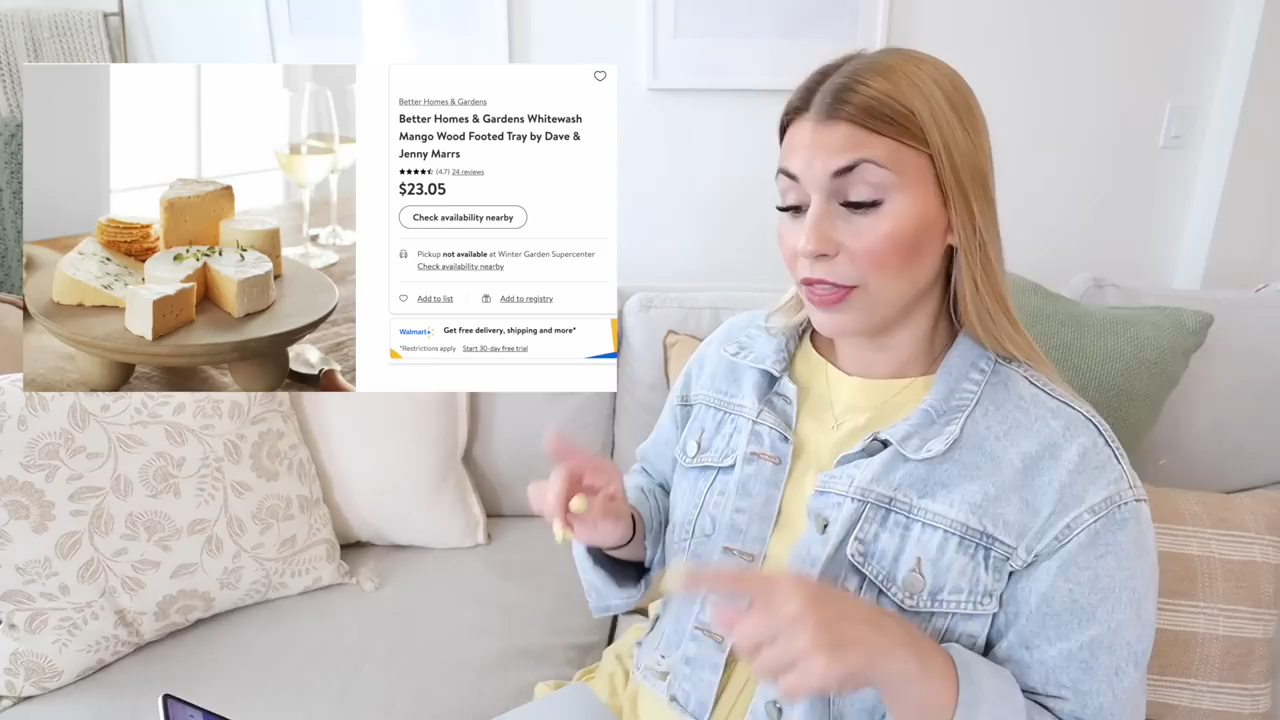 Better Homes & Gardens
Better Homes & Gardens Whitewash
Mango Wood Footed Tray by Dave &
Jenny Marrs
(4.7) 24 reviews
$23.05
Check availability nearby
Pickup not available at Winter Garden Supercenter
Check availability nearby
Add to list
Add to registry
Walmart+ Get free delivery, shipping and more*
*Restrictions apply Start 30-day free trial